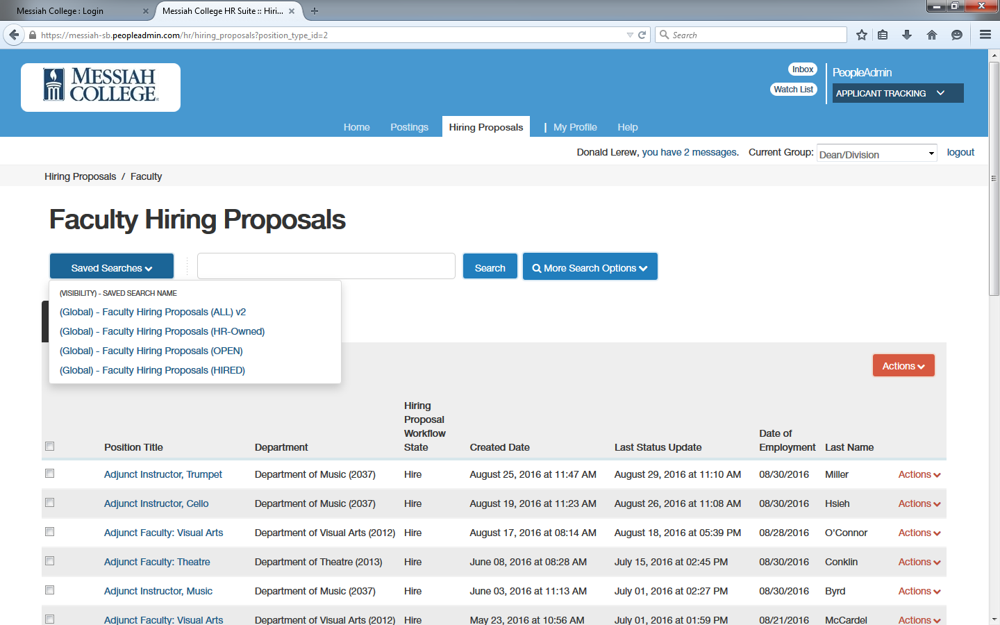 Messiah College : Login
Messiah College HR Suite :: Hiri...
https://messiah-sb.peopleadmin.com/hr/hiring_proposals?position_type_id=2
Search
MESSIAH
COLLEGE
Inbox
Watch List
PeopleAdmin
APPLICANT TRACKING
Home
Postings
Hiring Proposals
| My Profile
Help
Donald Lerew, you have 2 messages. Current Group: Dean/Division logout
Hiring Proposals / Faculty
Faculty Hiring Proposals
Saved Searches
Search
More Search Options
(VISIBILITY) - SAVED SEARCH NAME
(Global) - Faculty Hiring Proposals (ALL) v2
(Global) - Faculty Hiring Proposals (HR-Owned)
(Global) - Faculty Hiring Proposals (OPEN)
(Global) - Faculty Hiring Proposals (HIRED)
Actions
Position Title
Department
Hiring
Proposal
Workflow
State
Created Date
Last Status Update
Date of
Employment
Last Name
Adjunct Instructor, Trumpet Department of Music (2037) Hire August 25, 2016 at 11:47 AM August 29, 2016 at 11:10 AM 08/30/2016 Miller Actions
Adjunct Instructor, Cello Department of Music (2037) Hire August 19, 2016 at 11:23 AM August 26, 2016 at 11:08 AM 08/30/2016 Hsieh Actions
Adjunct Faculty: Visual Arts Department of Visual Arts (2012) Hire August 17, 2016 at 08:14 AM August 18, 2016 at 05:39 PM 08/28/2016 O'Connor Actions
Adjunct Faculty: Theatre Department of Theatre (2013) Hire June 08, 2016 at 08:28 AM July 15, 2016 at 02:45 PM 08/30/2016 Conklin Actions
Adjunct Instructor, Music Department of Music (2037) Hire June 03, 2016 at 11:13 AM July 01, 2016 at 02:27 PM 08/30/2016 Byrd Actions
Adjunct Faculty: Visual Arts Department of Visual Arts (2012) Hire May 23, 2016 at 10:56 AM July 01, 2016 at 01:59 PM 08/21/2016 McCardel Actions